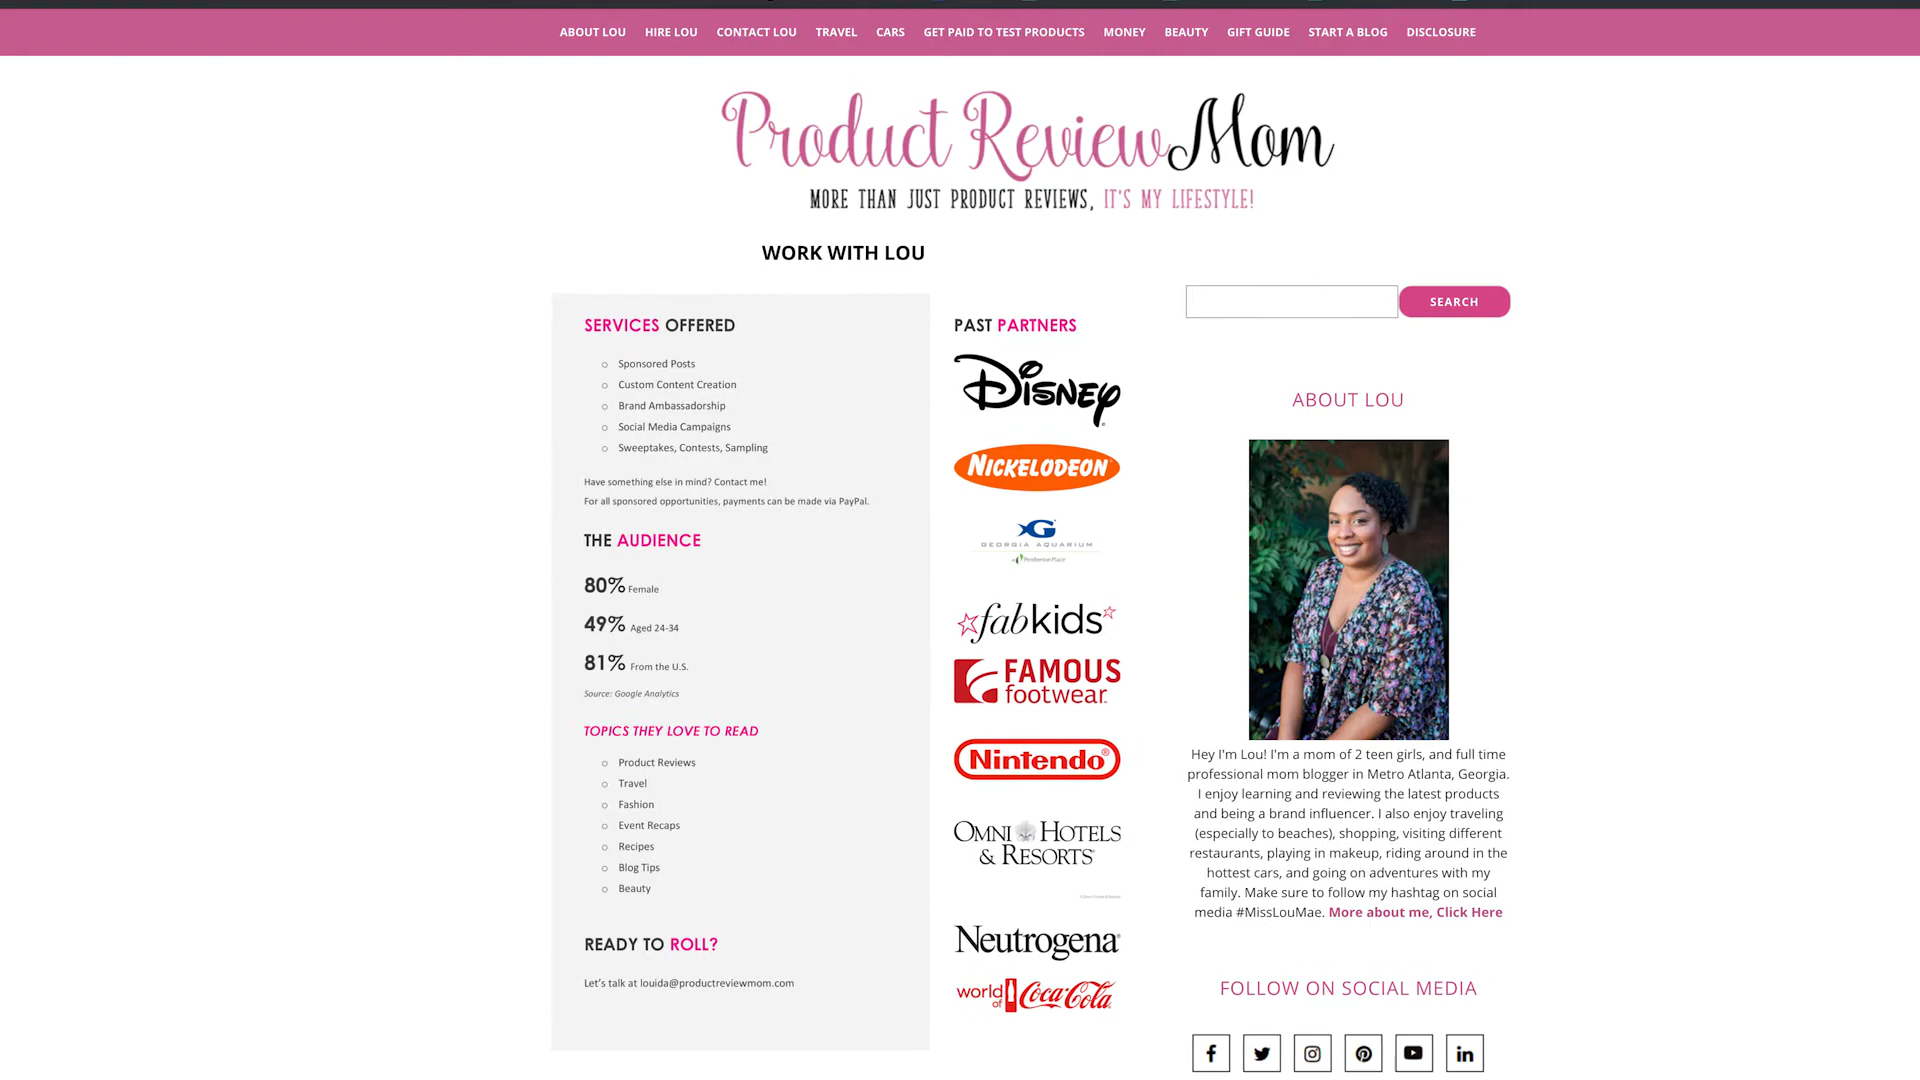 ABOUT LOU HIRE LOU CONTACT LOU TRAVEL CARS GET PAID TO TEST PRODUCTS MONEY BEAUTY GIFT GUIDE START A BLOG DISCLOSURE
Product Review Mom
MORE THAN JUST PRODUCT REVIEWS, IT'S MY LIFESTYLE!
WORK WITH LOU
SERVICES OFFERED
Sponsored Posts
Custom Content Creation
Brand Ambassadorship
Social Media Campaigns
Sweeptakes, Contests, Sampling
Have something else in mind? Contact me!
For all sponsored opportunities, payments can be made via PayPal.
THE AUDIENCE
80% Female
49% Aged 24-34
81% From the U.S.
Source: Google Analytics
TOPICS THEY LOVE TO READ
Product Reviews
Travel
Fashion
Event Recaps
Recipes
Blog Tips
Beauty
READY TO ROLL?
Let's talk at louida@productreviewmom.com
PAST PARTNERS
Disney
NICKELODEON
GEORGIA AQUARIUM
Pemberton Place
fabkids
FAMOUS
footwear
Nintendo
OMNI HOTELS
& RESORTS
Neutrogena
world of Coca-Cola
SEARCH
ABOUT LOU
Hey I'm Lou! I'm a mom of 2 teen girls, and full time
professional mom blogger in Metro Atlanta, Georgia.
I enjoy learning and reviewing the latest products
and being a brand influencer. I also enjoy traveling
(especially to beaches), shopping, visiting different
restaurants, playing in makeup, riding around in the
hottest cars, and going on adventures with my
family. Make sure to follow my hashtag on social
media #MissLouMae. More about me, Click Here
FOLLOW ON SOCIAL MEDIA